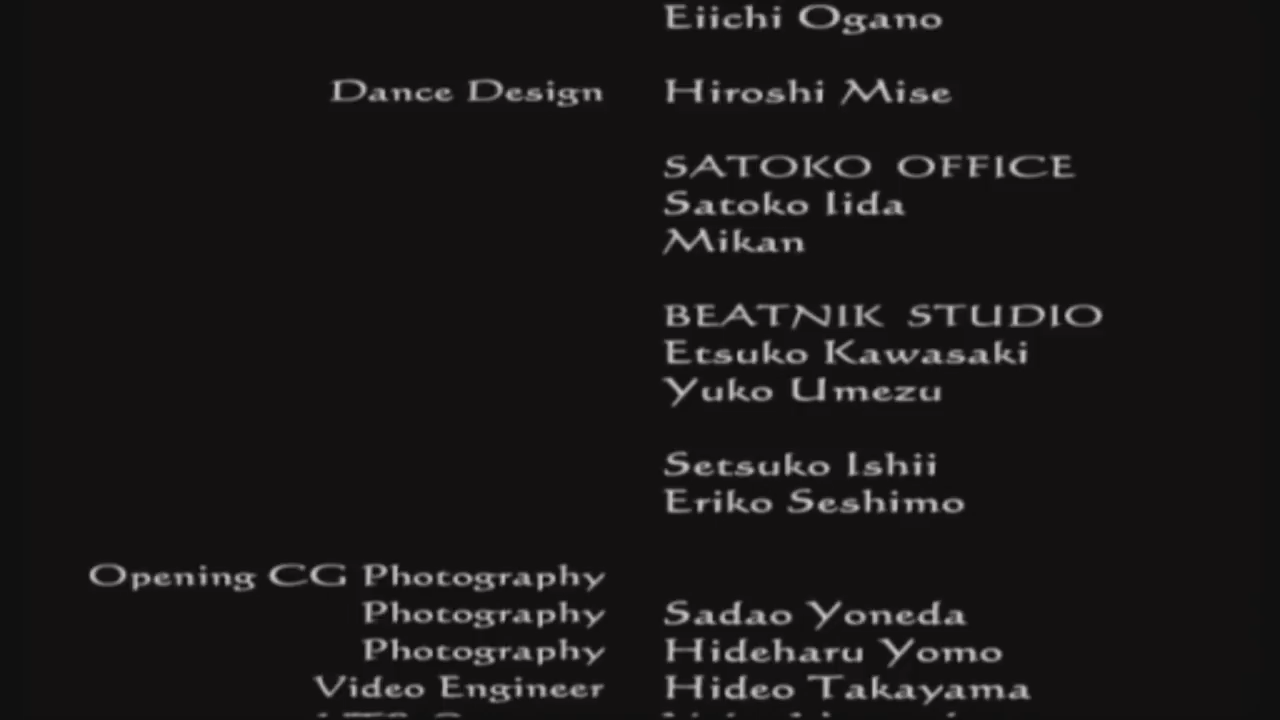 Eiichi Ogano
Dance Design Hiroshi Mise
SATOKO OFFICE
Satoko Iida
Mikan
BEATNIK STUDIO
Etsuko Kawasaki
Yuko Umezu
Setsuko Ishii
Eriko Seshimo
Opening CG Photography
Photography Sadao Yoneda
Photography Hideharu Yomo
Video Engineer Hideo Takayama